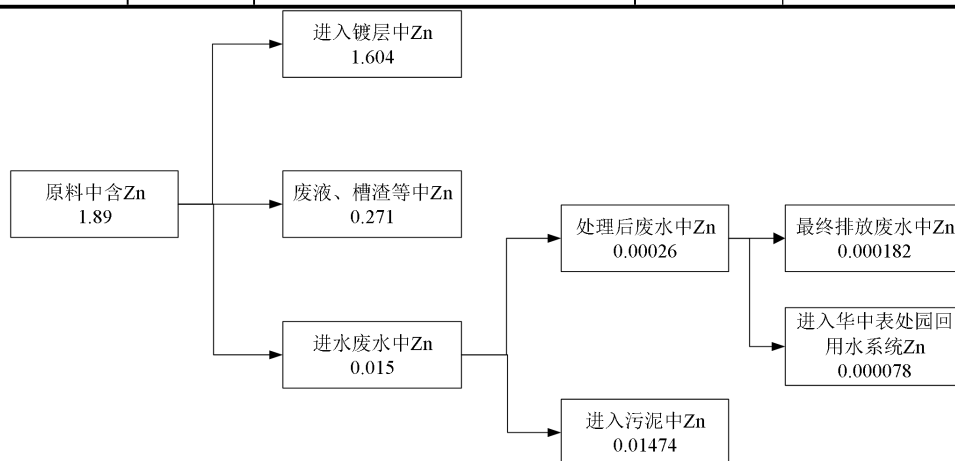 进入镀层中Zn
1.604
原料中含Zn
1.89
废液、槽渣等中Zn
0.271
进水废水中Zn
0.015
处理后废水中Zn
0.00026
最终排放废水中Zn
0.000182
进入华中表处园回
用水系统Zn
0.000078
进入污泥中Zn
0.01474